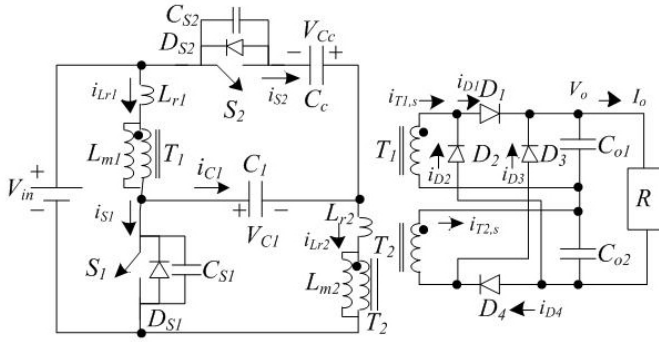 C_S2
V_Cc
D_S2
− +
i_Lr1 L_r1 S_2 i_S2 C_c
i_T1,s i_D1 D_1 V_o I_o
L_m1 T_1 i_C1 C_1
T_1 D_2 D_3 C_o1
i_D2 i_D3
+ V_in −
i_S1 + V_C1 − L_r2
R
i_Lr2 T_2 T_2 i_T2,s
S_1 C_S1 L_m2 C_o2
D_S1 T_2 D_4 i_D4